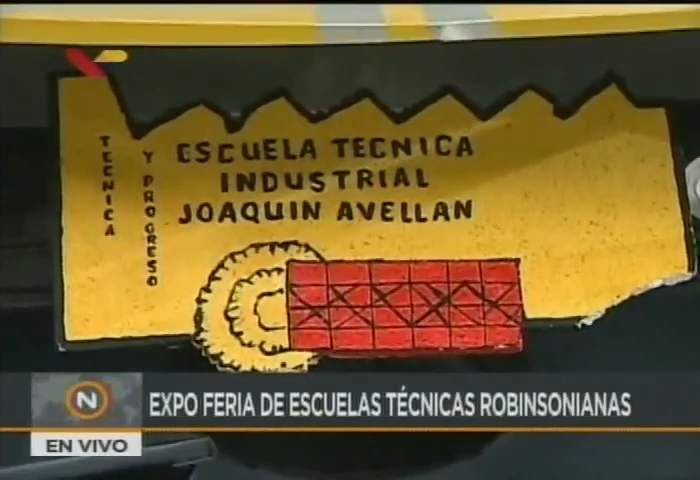 TECNICA
Y PROGRESO
ESCUELA TECNICA
INDUSTRIAL
JOAQUIN AVELLAN
N
EXPO FERIA DE ESCUELAS TÉCNICAS ROBINSONIANAS
EN VIVO